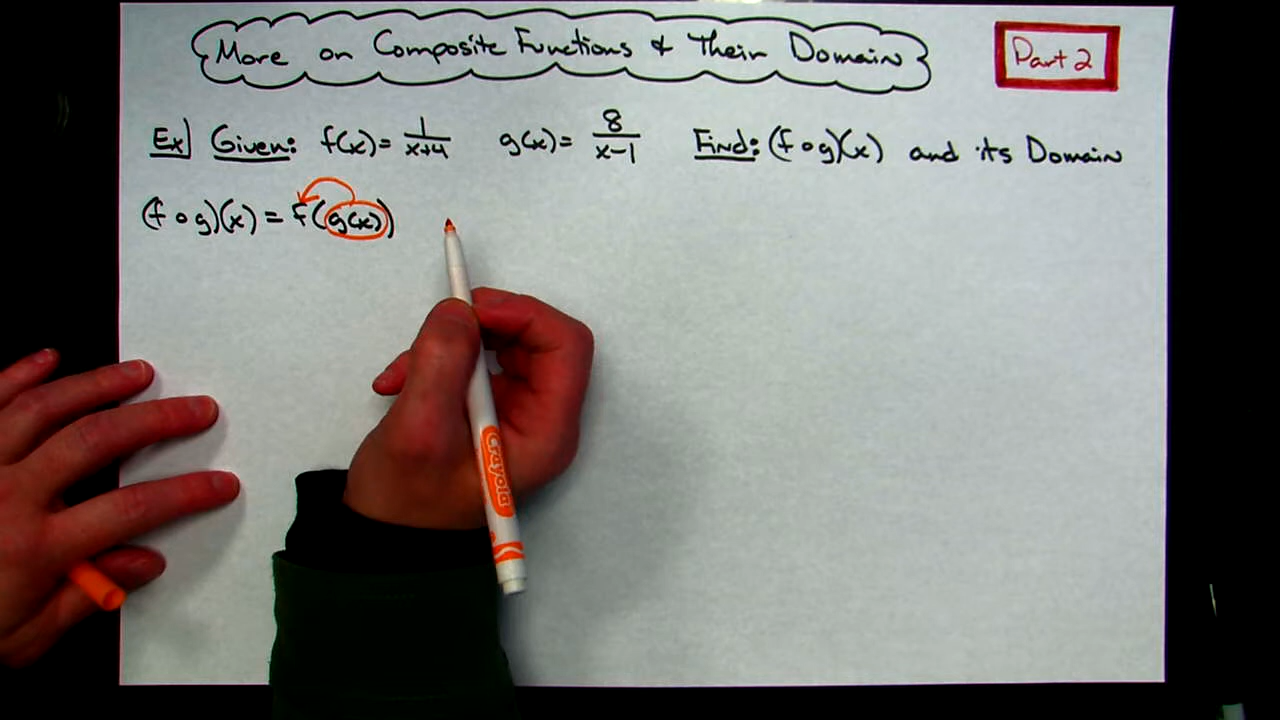 More on Composite Functions & Their Domain
Part 2
Ex] Given: f(x)= 1/(x+4) g(x)= 8/(x-1) Find: (f∘g)(x) and its Domain
(f∘g)(x) = f(g(x))
Crayola